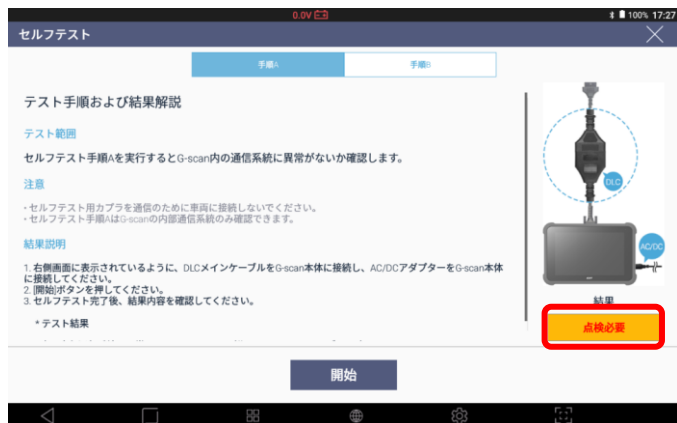 0.0V
100% 17:27
セルフテスト
手順A
手順B
テスト手順および結果解説
テスト範囲
セルフテスト手順Aを実行するとG-scan内の通信系統に異常がないか確認します。
注意
・セルフテスト用カプラを通信のために車両に接続しないでください。
・セルフテスト手順AはG-scanの内部通信系統のみ確認できます。
結果説明
1. 右側画面に表示されているように、DLCメインケーブルをG-scan本体に接続し、AC/DCアダプターをG-scan本体
に接続してください。
2. [開始]ボタンを押してください。
3. セルフテスト完了後、結果内容を確認してください。
* テスト結果
DLC
AC/DC
結果
点検必要
開始